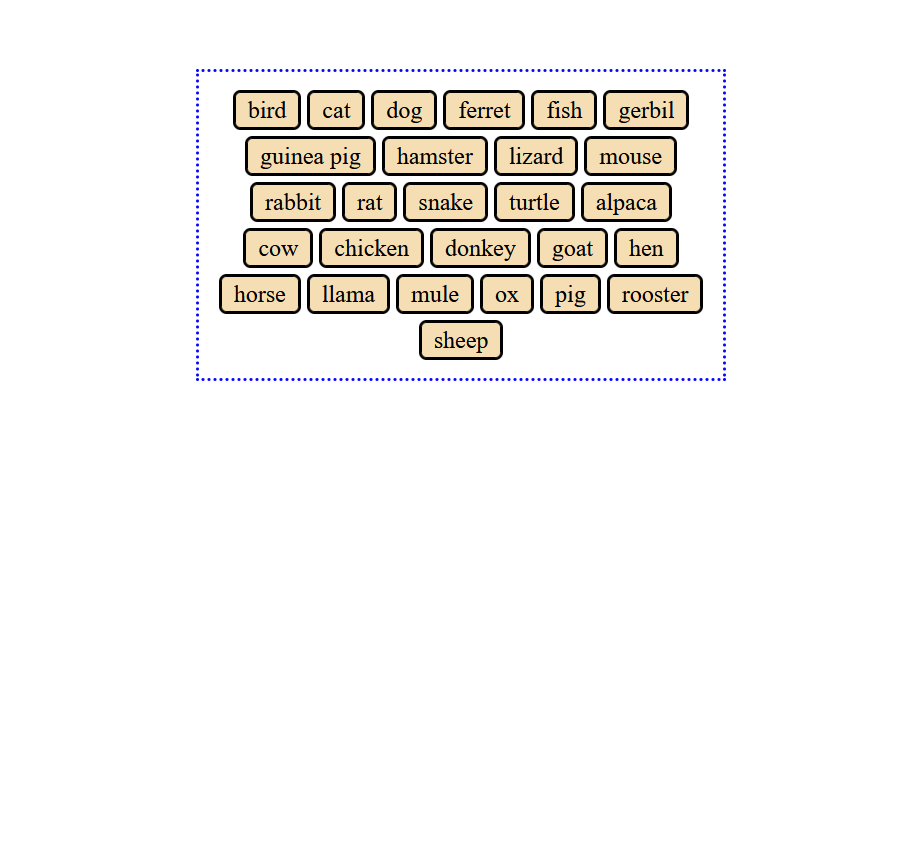 bird cat dog ferret fish gerbil
guinea pig hamster lizard mouse
rabbit rat snake turtle alpaca
cow chicken donkey goat hen
horse llama mule ox pig rooster
sheep